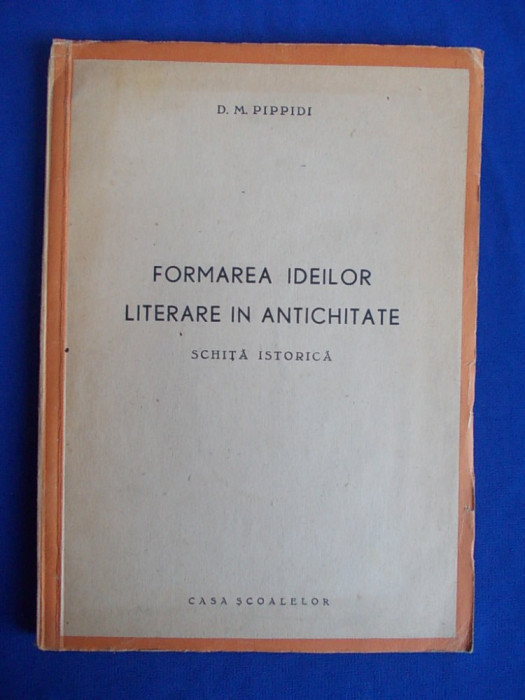 D. M. PIPPIDI
FORMAREA IDEILOR
LITERARE IN ANTICHITATE
SCHIȚĂ ISTORICĂ
CASA ȘCOALELOR